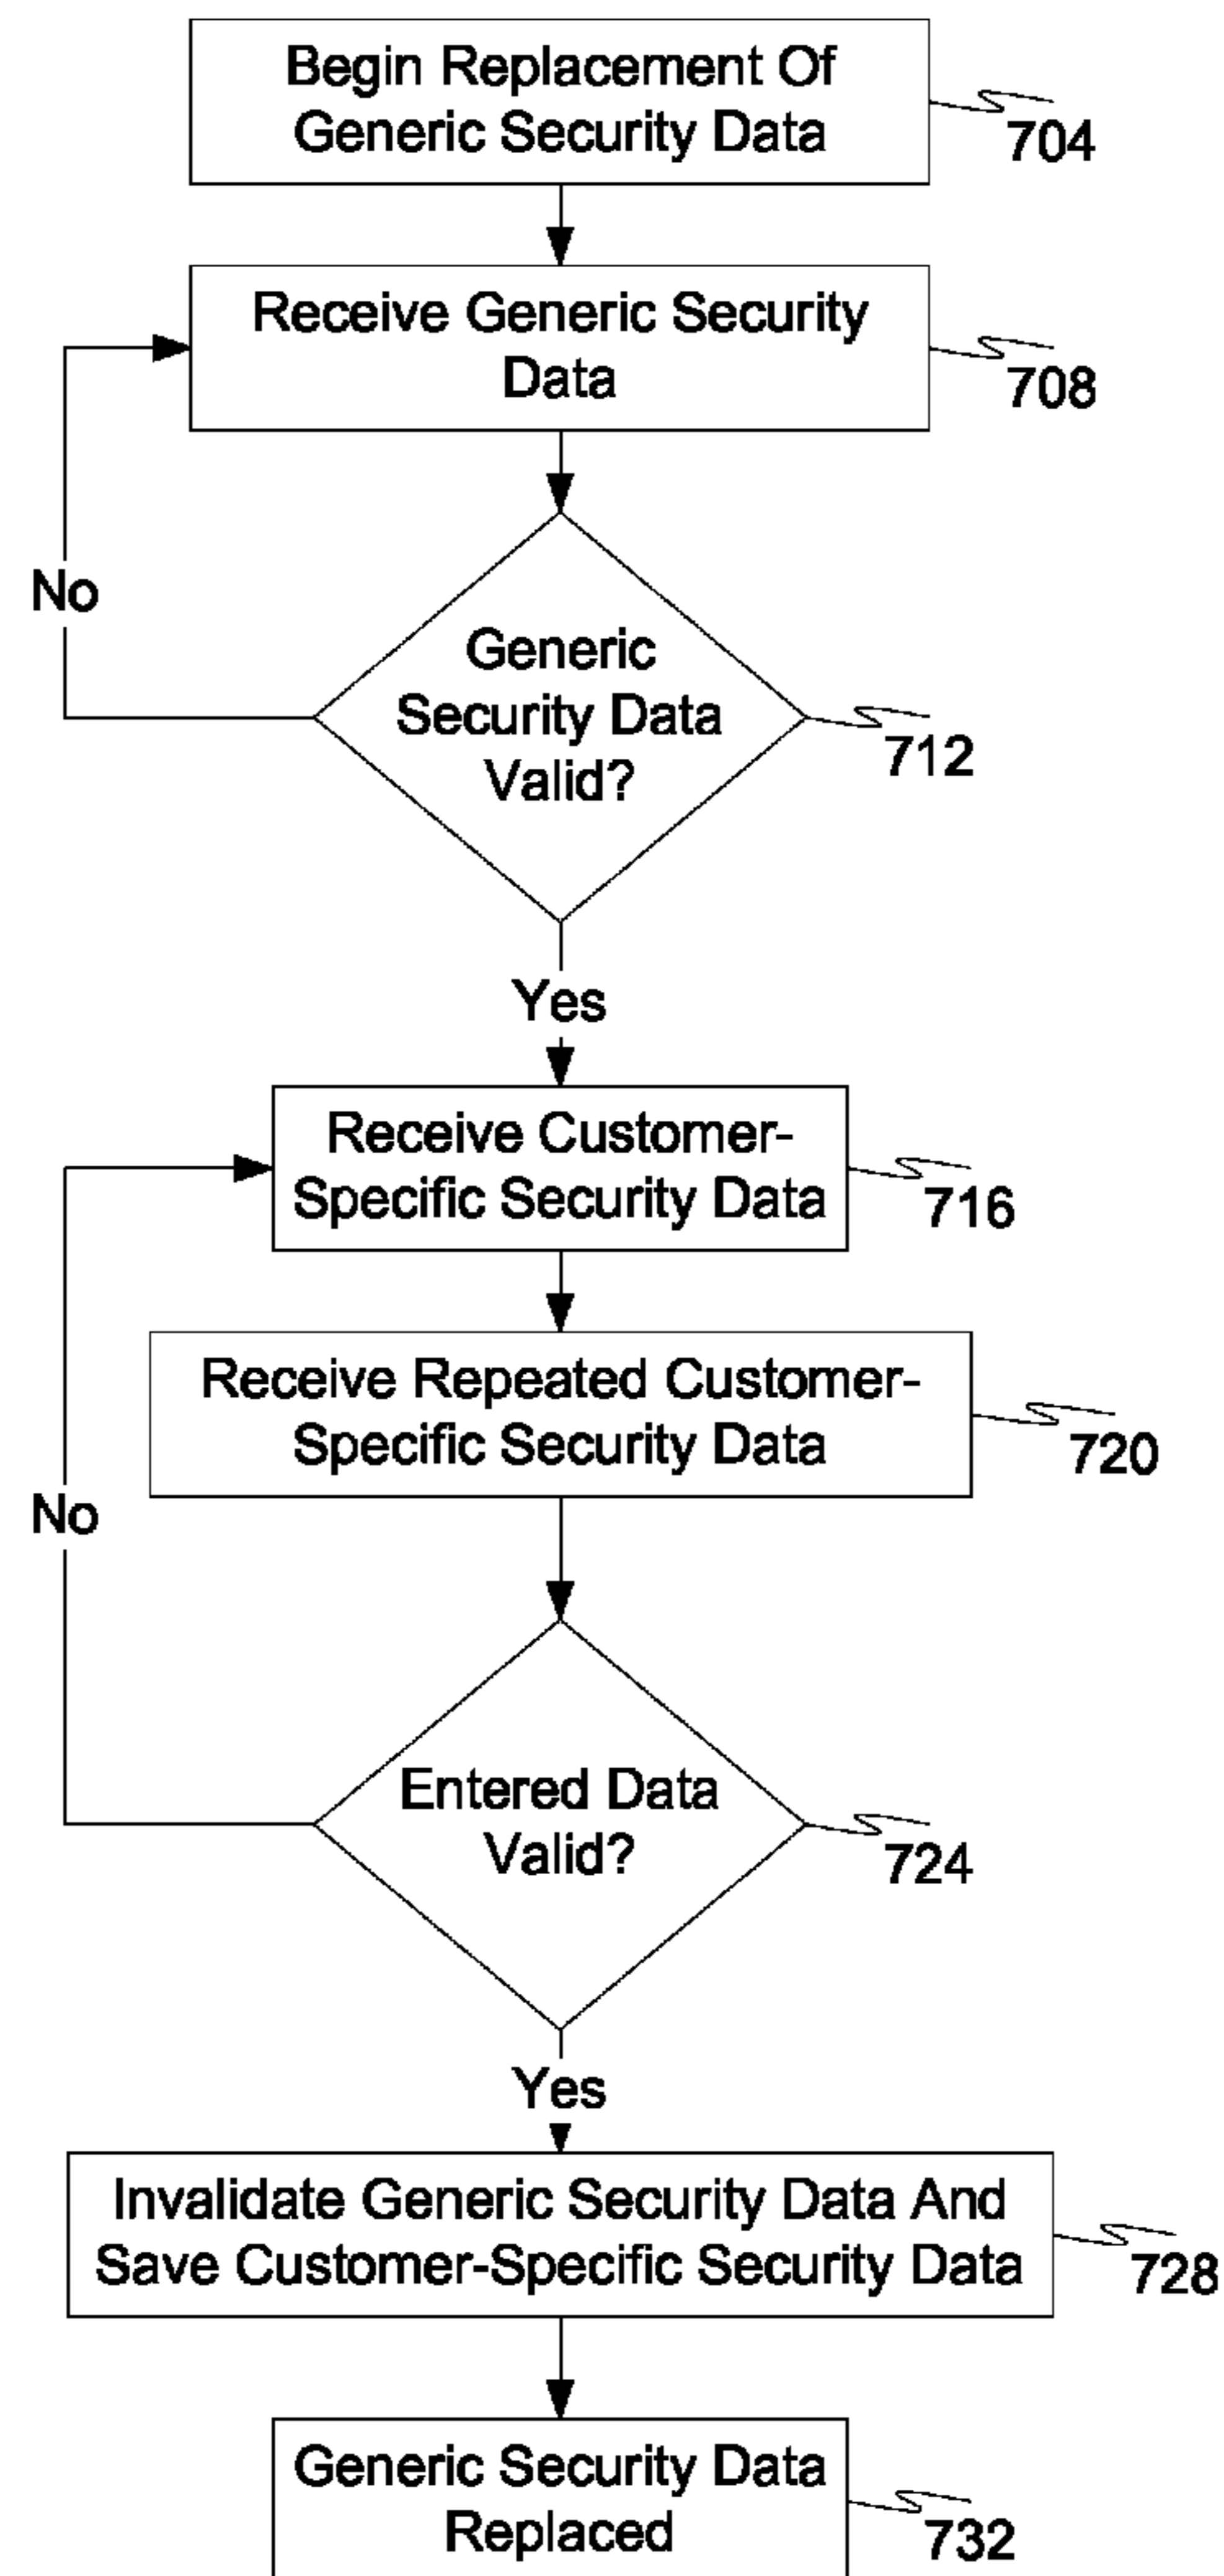 Begin Replacement Of
Generic Security Data
704
Receive Generic Security
Data
708
No
Generic
Security Data
Valid?
712
Yes
Receive Customer-
Specific Security Data
716
Receive Repeated Customer-
Specific Security Data
720
No
Entered Data
Valid?
724
Yes
Invalidate Generic Security Data And
Save Customer-Specific Security Data
728
Generic Security Data
Replaced
732